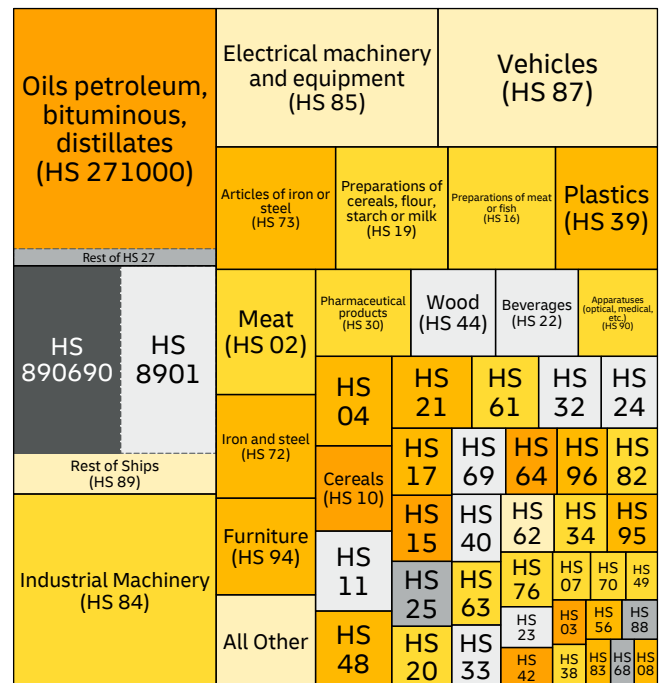 Oils petroleum,
bituminous,
distillates
(HS 271000)
Rest of HS 27
HS
890690
HS
8901
Rest of Ships
(HS 89)
Industrial Machinery
(HS 84)
Electrical machinery
and equipment
(HS 85)
Vehicles
(HS 87)
Articles of iron or
steel
(HS 73)
Preparations of
cereals, flour,
starch or milk
(HS 19)
Preparations of meat
or fish
(HS 16)
Plastics
(HS 39)
Meat
(HS 02)
Iron and steel
(HS 72)
Furniture
(HS 94)
All Other
Pharmaceutical
products
(HS 30)
Wood
(HS 44)
Beverages
(HS 22)
Apparatuses
(optical, medical,
etc.)
(HS 90)
HS
04
Cereals
(HS 10)
HS
11
HS
48
HS
21
HS
61
HS
32
HS
24
HS
17
HS
69
HS
64
HS
96
HS
82
HS
15
HS
40
HS
62
HS
34
HS
95
HS
25
HS
63
HS
76
HS
07
HS
70
HS
49
HS
20
HS
33
HS
23
HS
42
HS
03
HS
56
HS
88
HS
38
HS
83
HS
68
HS
08